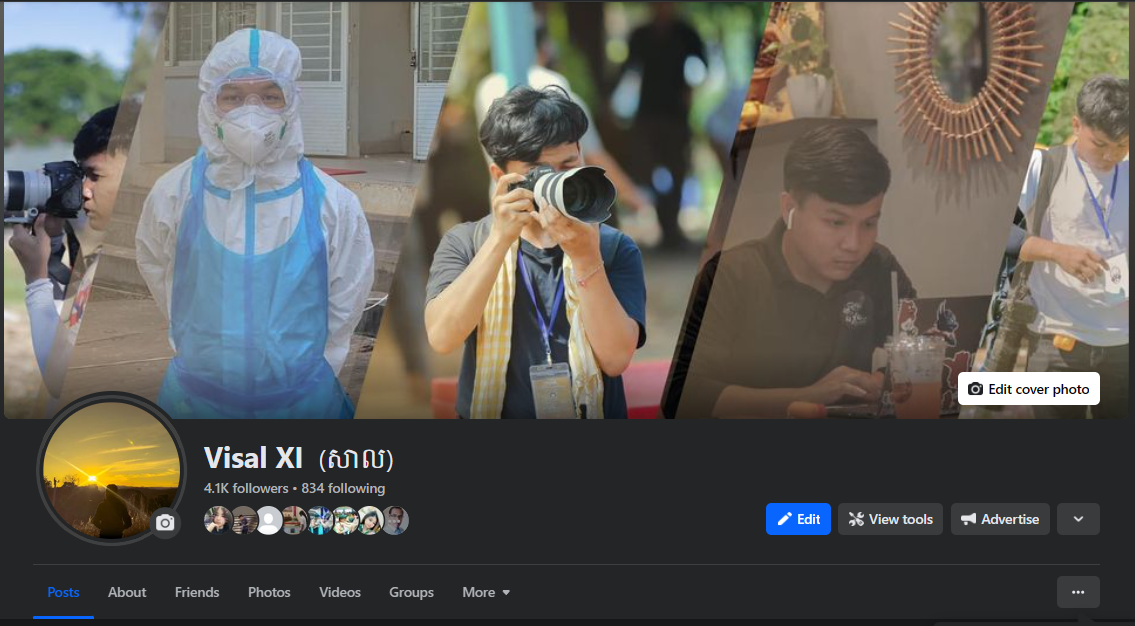 Edit cover photo
Visal XI (សាល)
4.1K followers • 834 following
Edit
View tools
Advertise
Posts
About
Friends
Photos
Videos
Groups
More